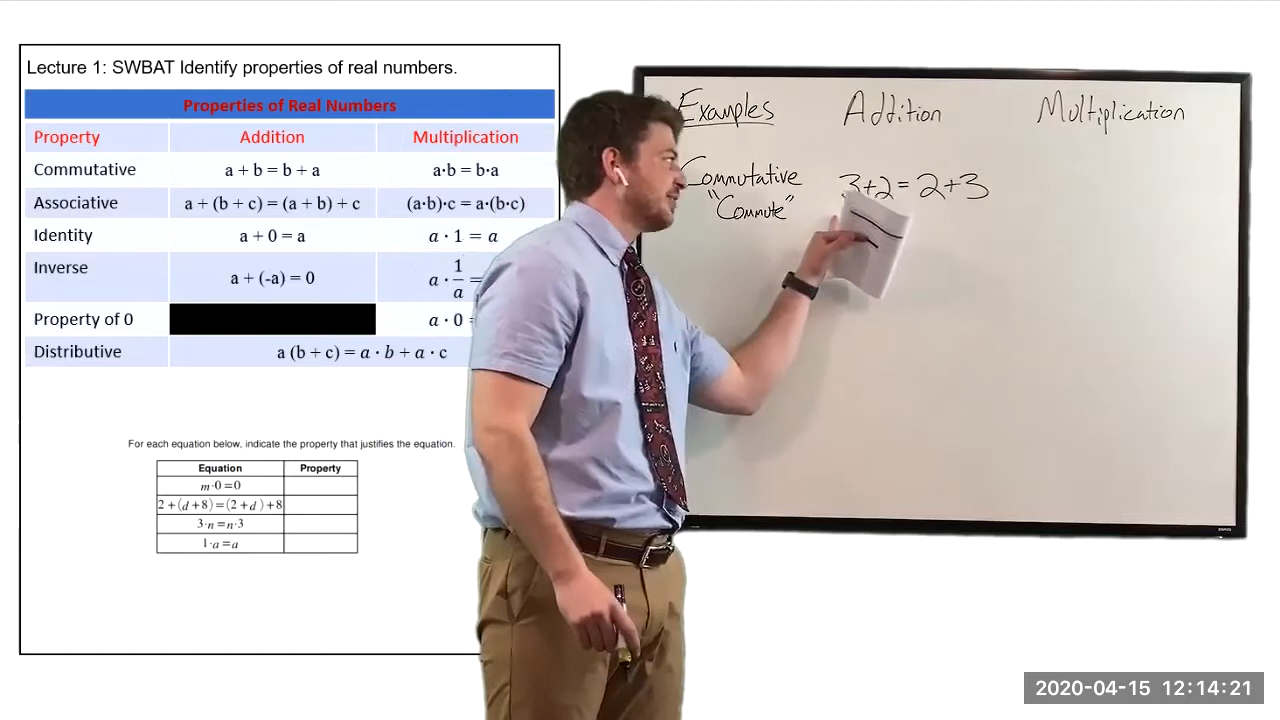 Lecture 1: SWBAT Identify properties of real numbers.
Properties of Real Numbers
Property Addition Multiplication
Commutative a + b = b + a a·b = b·a
Associative a + (b + c) = (a + b) + c (a·b)·c = a·(b·c)
Identity a + 0 = a a · 1 = a
Inverse a + (-a) = 0 a · 1/a =
Property of 0 a · 0 =
Distributive a (b + c) = a · b + a · c
For each equation below, indicate the property that justifies the equation.
Equation Property
m·0=0
2+(d+8)=(2+d)+8
3·n=n·3
1·a=a
Examples Addition Multiplication
Commutative 3+2=2+3
"Commute"
2020-04-15 12:14:21